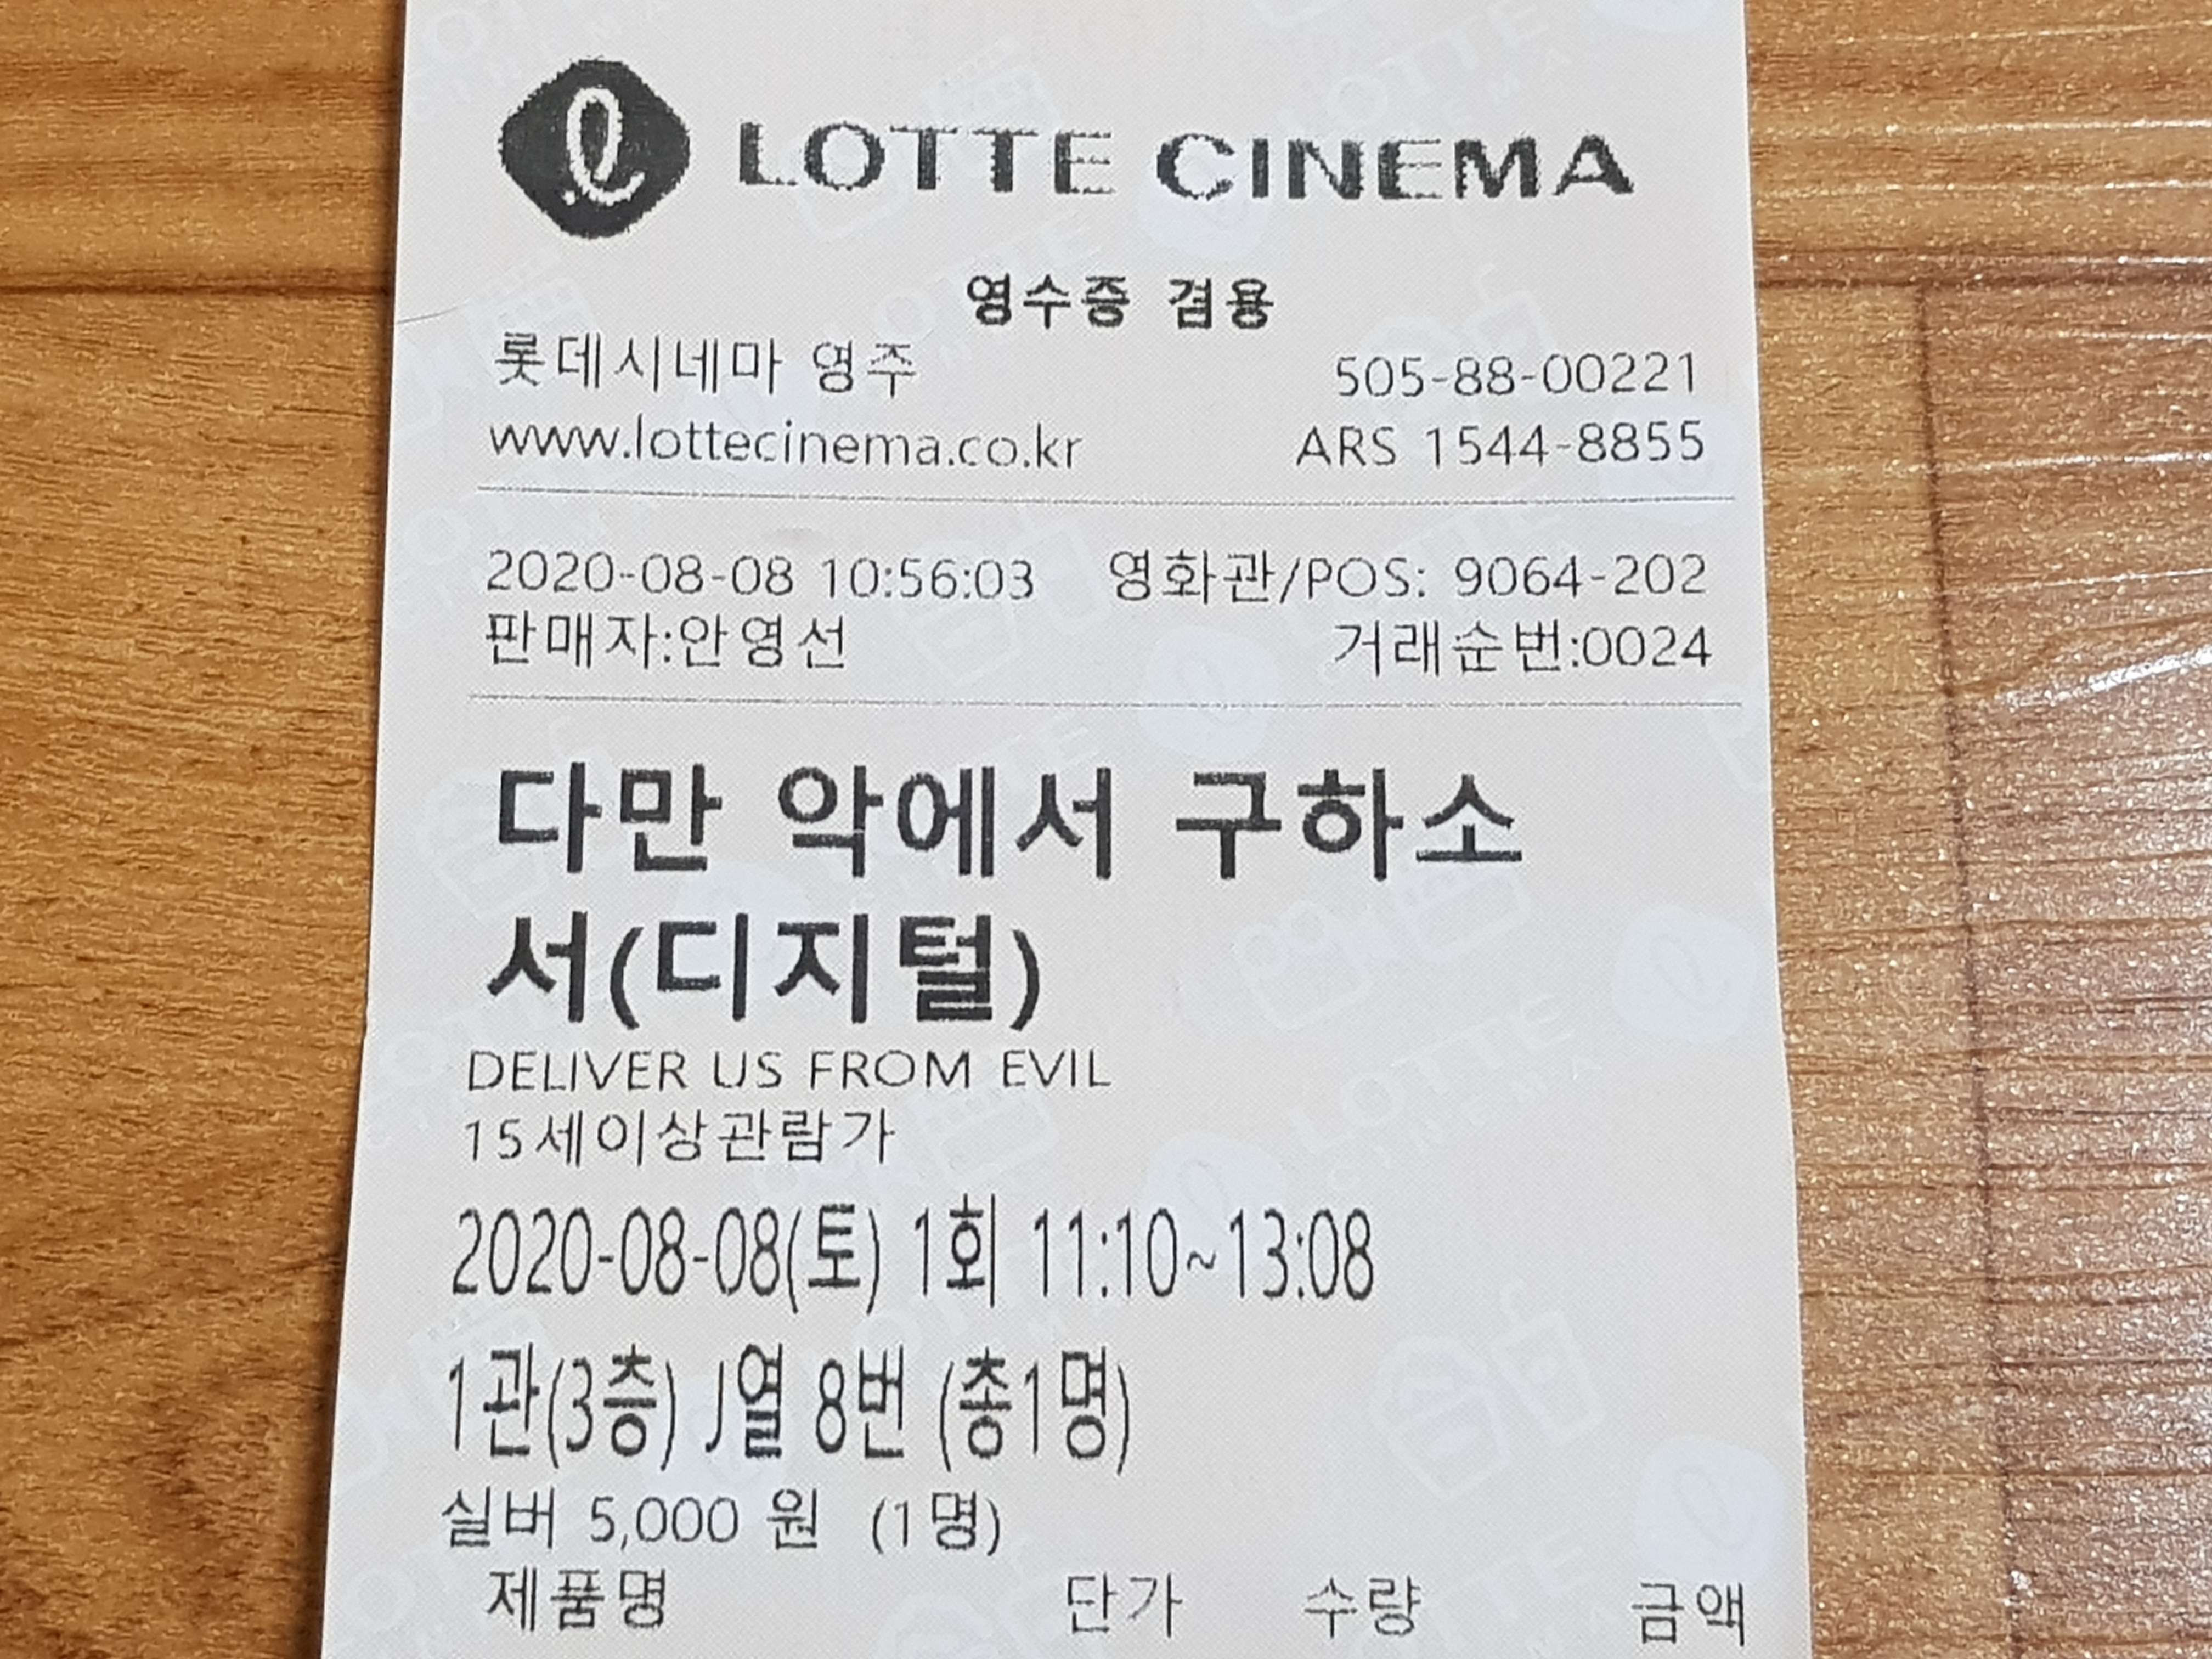 LOTTE CINEMA
영수증 겸용
롯데시네마 영주 505-88-00221
www.lottecinema.co.kr ARS 1544-8855
2020-08-08 10:56:03 영화관/POS: 9064-202
판매자:안영선 거래순번:0024
다만 악에서 구하소
서(디지털)
DELIVER US FROM EVIL
15세이상관람가
2020-08-08(토) 1회 11:10~13:08
1관(3층) J열 8번 (총1명)
실버 5,000 원 (1명)
제품명 단가 수량 금액